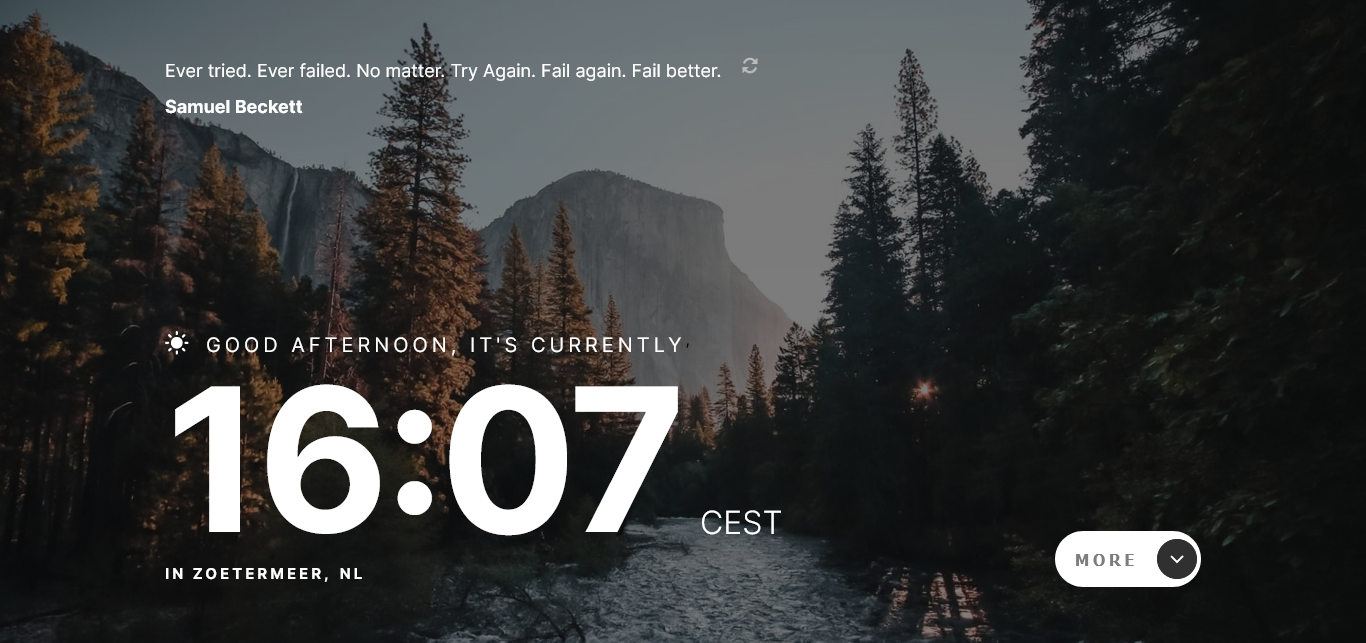 Ever tried. Ever failed. No matter. Try Again. Fail again. Fail better.
Samuel Beckett
GOOD AFTERNOON, IT'S CURRENTLY
16:07 CEST
IN ZOETERMEER, NL
MORE